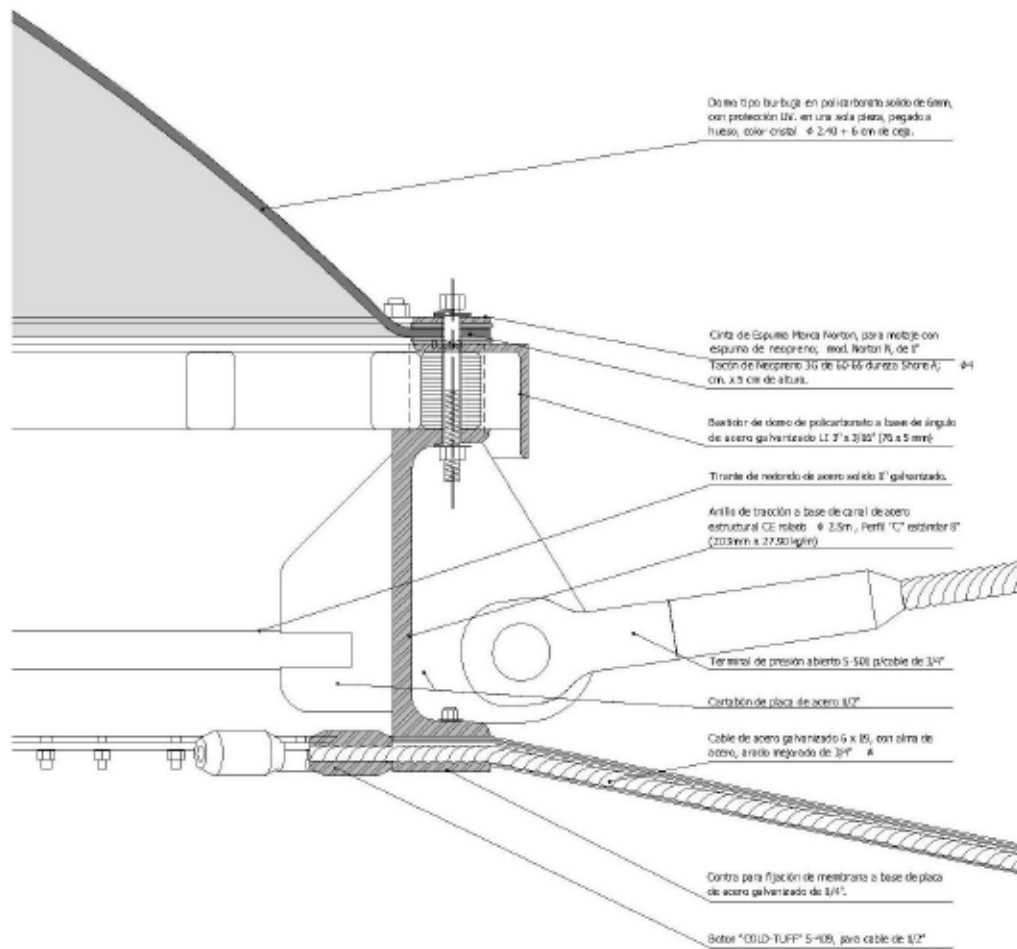 Domo tipo burbuja en policarbonato solido de 6mm,
con protección UV. en una sola pieza, pegado a
hueso, color cristal ϕ 2.40 + 6 cm de ceja.
Cinta de Espuma Marca Norton, para motaje con
espuma de neopreno; mod. Norton N, de 1"
Tacón de Neopreno 3G de 60-65 dureza Shore A; ϕ4
cm. x 5 cm de altura.
Bastidor de domo de policarbonato a base de ángulo
de acero galvanizado LI 3" x 3/16" (76 x 5 mm)
Tirante de redondo de acero solido 1" galvanizado.
Anillo de tracción a base de canal de acero
estructural CE rolado ϕ 2.5m , Perfil "C" estándar 8"
(203mm x 27.90 kg/m)
Terminal de presión abierto S-501 p/cable de 3/4"
Cartabón de placa de acero 1/2"
Cable de acero galvanizado 6 x 19, con alma de
acero, arado mejorado de 3/4"
Contra para fijación de membrana a base de placa
de acero galvanizado de 1/4".
Boton "COLD-TUFF" S-409, para cable de 1/2"